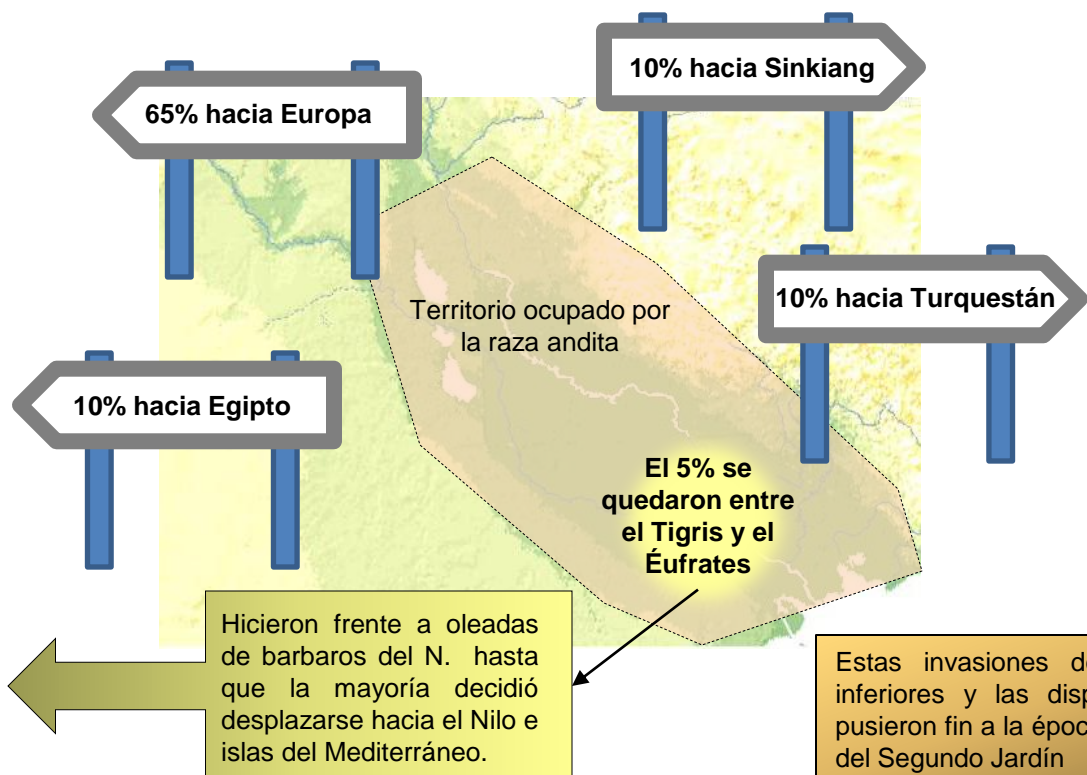 10% hacia Sinkiang
65% hacia Europa
10% hacia Turquestán
Territorio ocupado por
la raza andita
10% hacia Egipto
El 5% se
quedaron entre
el Tigris y el
Éufrates
Hicieron frente a oleadas
de barbaros del N. hasta
que la mayoría decidió
desplazarse hacia el Nilo e
islas del Mediterráneo.
Estas invasiones
inferiores y las
pusieron fin a la
del Segundo Jardín